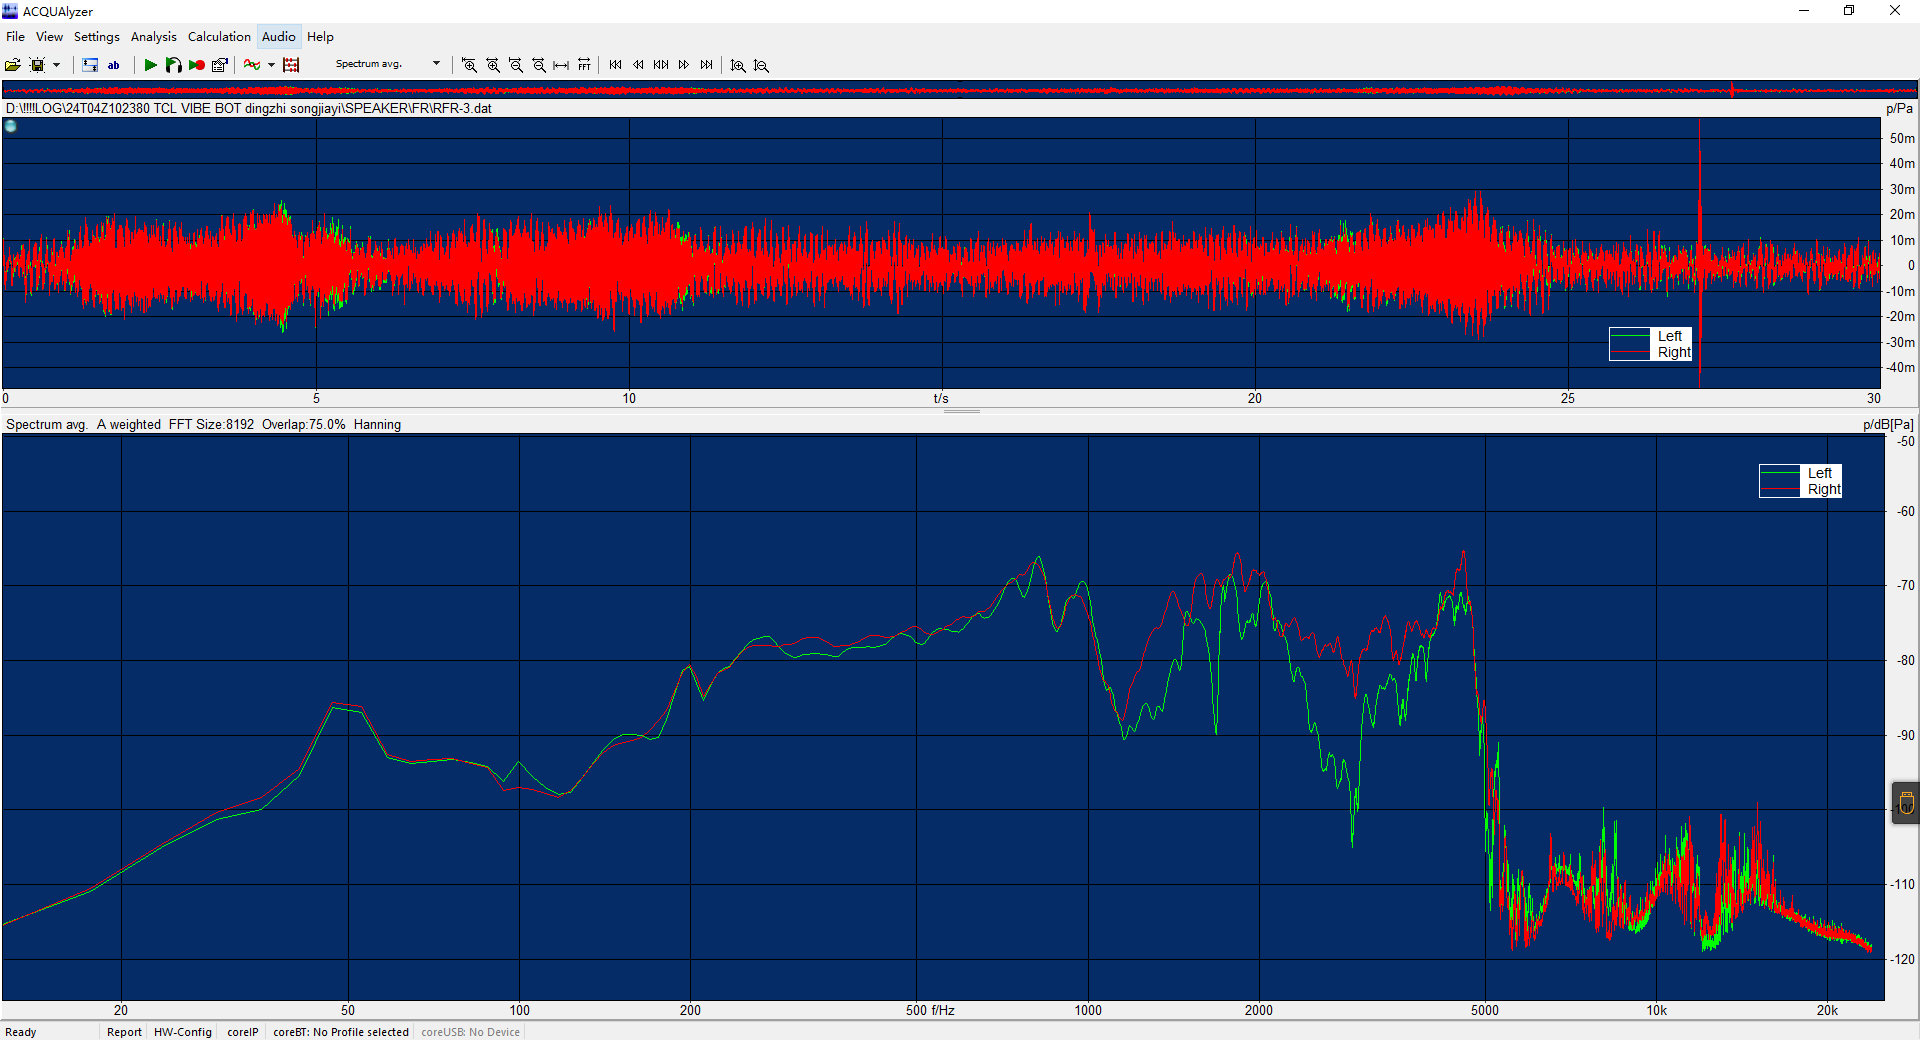 ACQUAlyzer
File View Settings Analysis Calculation Audio Help
ab Spectrum avg. FFT
D:\!!!!LOG\24T04Z102380 TCL VIBE BOT dingzhi songjiayi\SPEAKER\FR\RFR-3.dat p/Pa
50m
40m
30m
20m
10m
0
-10m
-20m
-30m
-40m
Left
Right
0 5 10 t/s 20 25 30
Spectrum avg. A weighted FFT Size:8192 Overlap:75.0% Hanning p/dB[Pa]
-50
Left
Right
-60
-70
-80
-90
-100
-110
-120
20 50 100 200 500 f/Hz 1000 2000 5000 10k 20k
Ready Report HW-Config coreIP coreBT: No Profile selected coreUSB: No Device